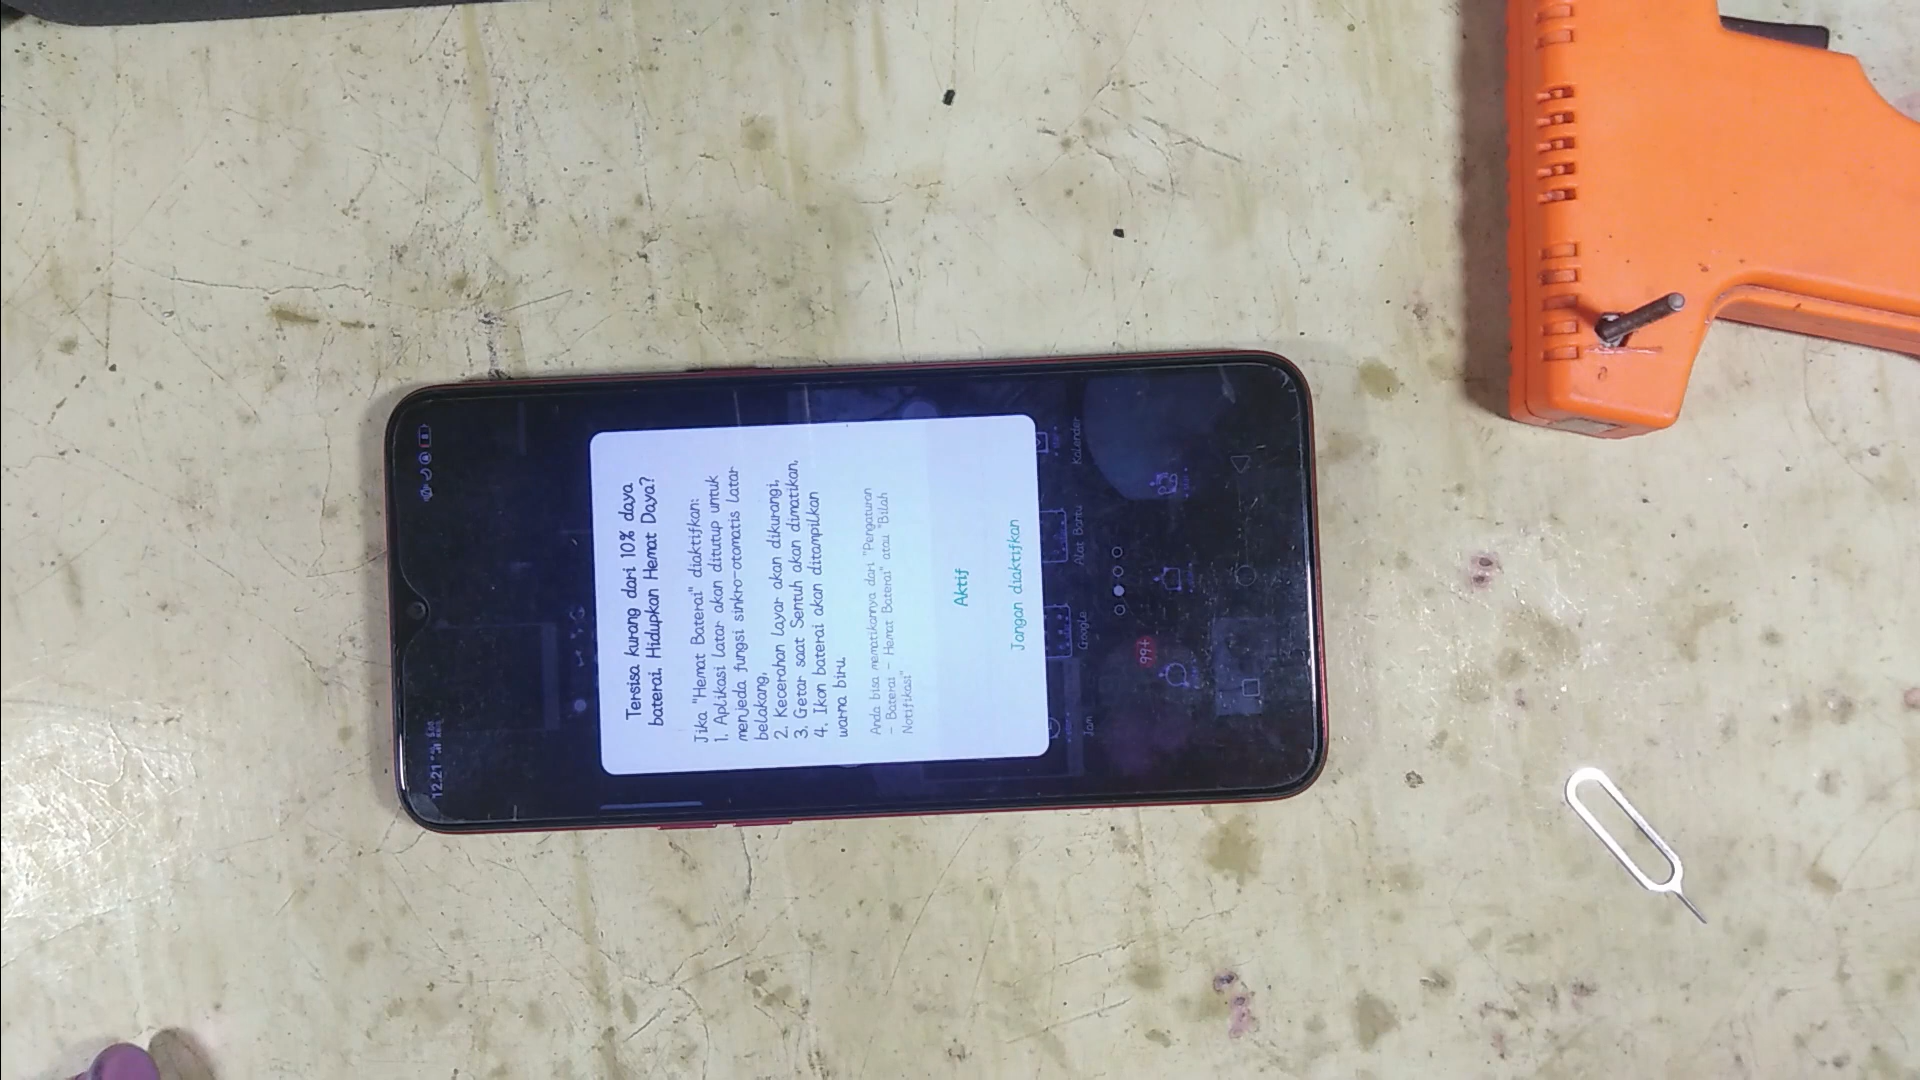 12.21
Tersisa kurang dari 10% daya
baterai. Hidupkan Hemat Daya?
Jika "Hemat Baterai" diaktifkan:
1. Aplikasi latar akan ditutup untuk
menjeda fungsi sinkro-otomatis latar
belakang.
2. Kecerahan layar akan dikurangi.
3. Getar saat Sentuh akan dimatikan.
4. Ikon baterai akan ditampilkan
warna biru.
Anda bisa mematikannya dari "Pengaturan
- Baterai - Hemat Baterai" atau "Bilah
Notifikasi"
Aktif
Jangan diaktifkan
Jam Google Alat Bantu Kalender
99+